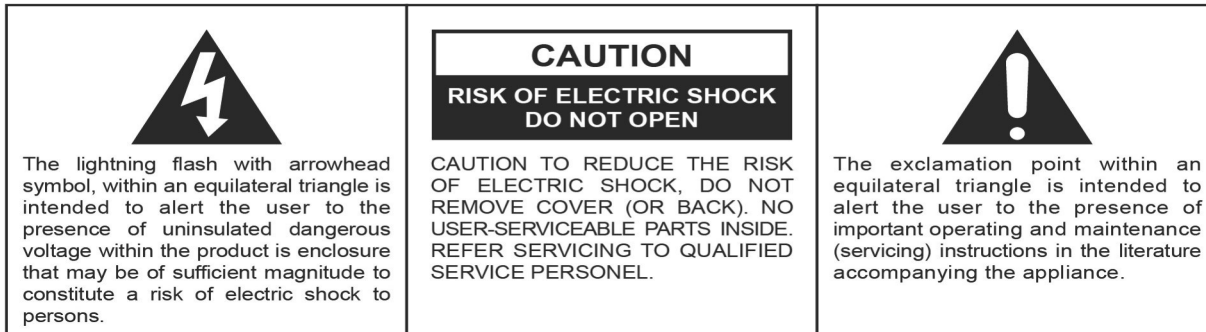 The lightning flash with arrowhead
symbol, within an equilateral triangle is
intended to alert the user to the
presence of uninsulated dangerous
voltage within the product is enclosure
that may be of sufficient magnitude to
constitute a risk of electric shock to
persons.
CAUTION
RISK OF ELECTRIC SHOCK
DO NOT OPEN
CAUTION TO REDUCE THE RISK
OF ELECTRIC SHOCK, DO NOT
REMOVE COVER (OR BACK). NO
USER-SERVICEABLE PARTS INSIDE.
REFER SERVICING TO QUALIFIED
SERVICE PERSONEL.
The exclamation point within an
equilateral triangle is intended to
alert the user to the presence of
important operating and maintenance
(servicing) instructions in the literature
accompanying the appliance.